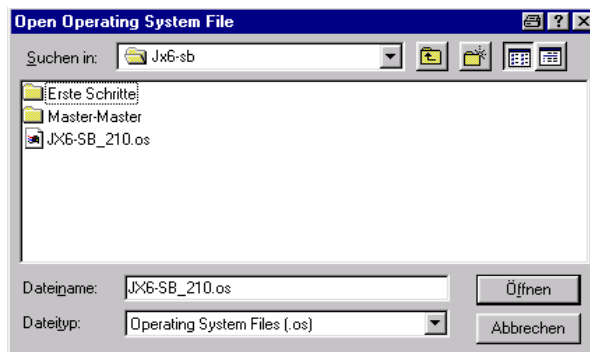 Open Operating System File
Suchen in: Jx6-sb
Erste Schritte
Master-Master
JX6-SB_210.os
Dateiname: JX6-SB_210.os Öffnen
Dateityp: Operating System Files (.os) Abbrechen